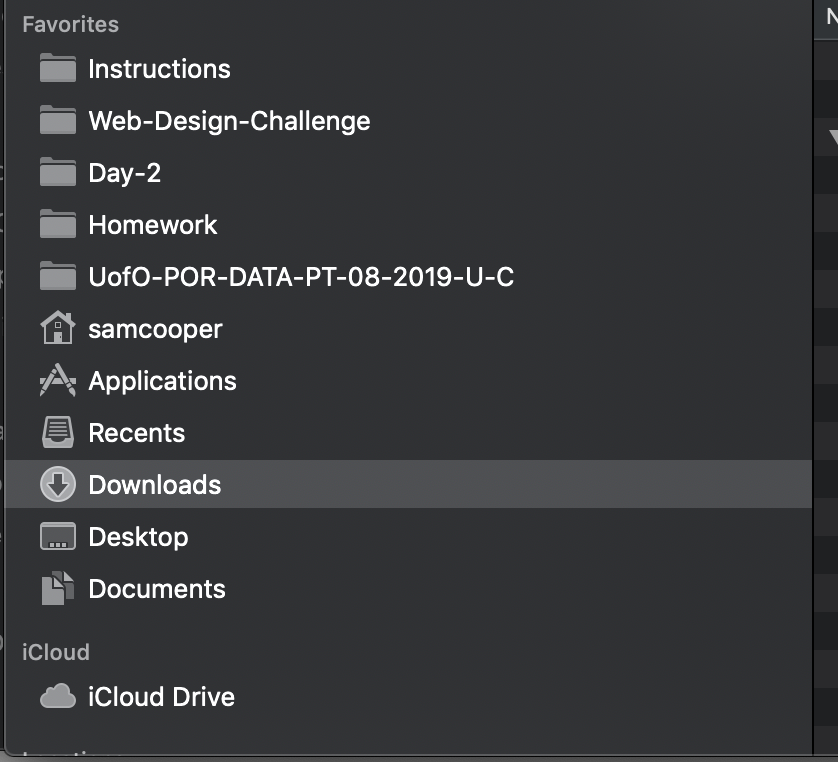 Favorites
Instructions
Web-Design-Challenge
Day-2
Homework
UofO-POR-DATA-PT-08-2019-U-C
samcooper
Applications
Recents
Downloads
Desktop
Documents
iCloud
iCloud Drive